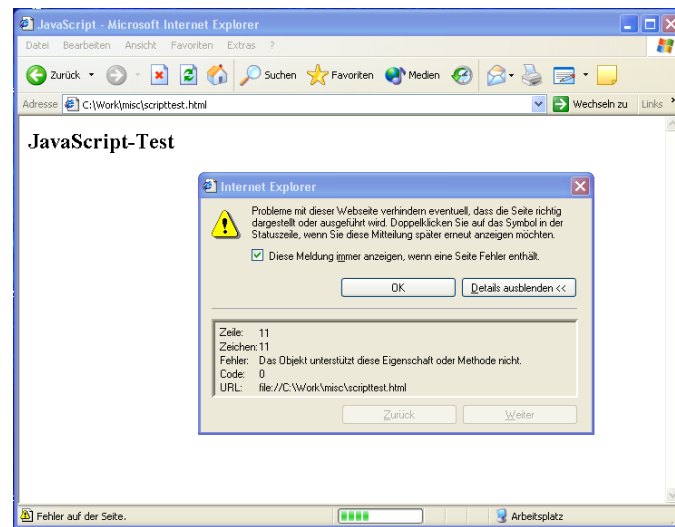 JavaScript - Microsoft Internet Explorer
Datei Bearbeiten Ansicht Favoriten Extras ?
Zurück Suchen Favoriten Medien
Adresse C:\Work\misc\scripttest.html Wechseln zu Links
JavaScript-Test
Internet Explorer
Probleme mit dieser Webseite verhindern eventuell, dass die Seite richtig
dargestellt oder ausgeführt wird. Doppelklicken Sie auf das Symbol in der
Statuszeile, wenn Sie diese Mitteilung später erneut anzeigen möchten.
Diese Meldung immer anzeigen, wenn eine Seite Fehler enthält.
OK Details ausblenden <<
Zeile: 11
Zeichen: 11
Fehler: Das Objekt unterstützt diese Eigenschaft oder Methode nicht.
Code: 0
URL: file://C:\Work\misc\scripttest.html
Zurück Weiter
Fehler auf der Seite. Arbeitsplatz